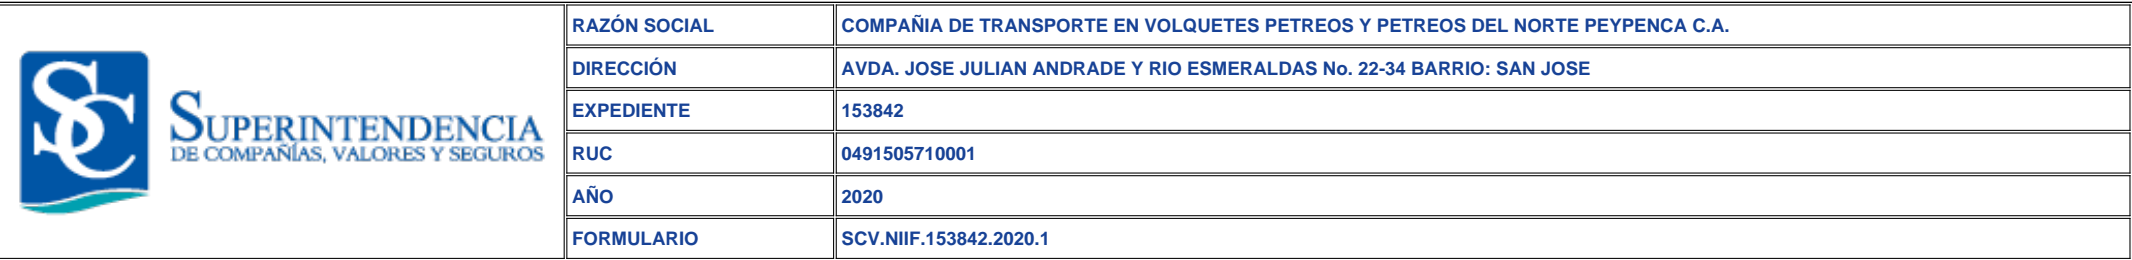 SC
SUPERINTENDENCIA
DE COMPAÑÍAS, VALORES Y SEGUROS
RAZÓN SOCIAL COMPAÑIA DE TRANSPORTE EN VOLQUETES PETREOS Y PETREOS DEL NORTE PEYPENCA C.A.
DIRECCIÓN AVDA. JOSE JULIAN ANDRADE Y RIO ESMERALDAS No. 22-34 BARRIO: SAN JOSE
EXPEDIENTE 153842
RUC 0491505710001
AÑO 2020
FORMULARIO SCV.NIIF.153842.2020.1